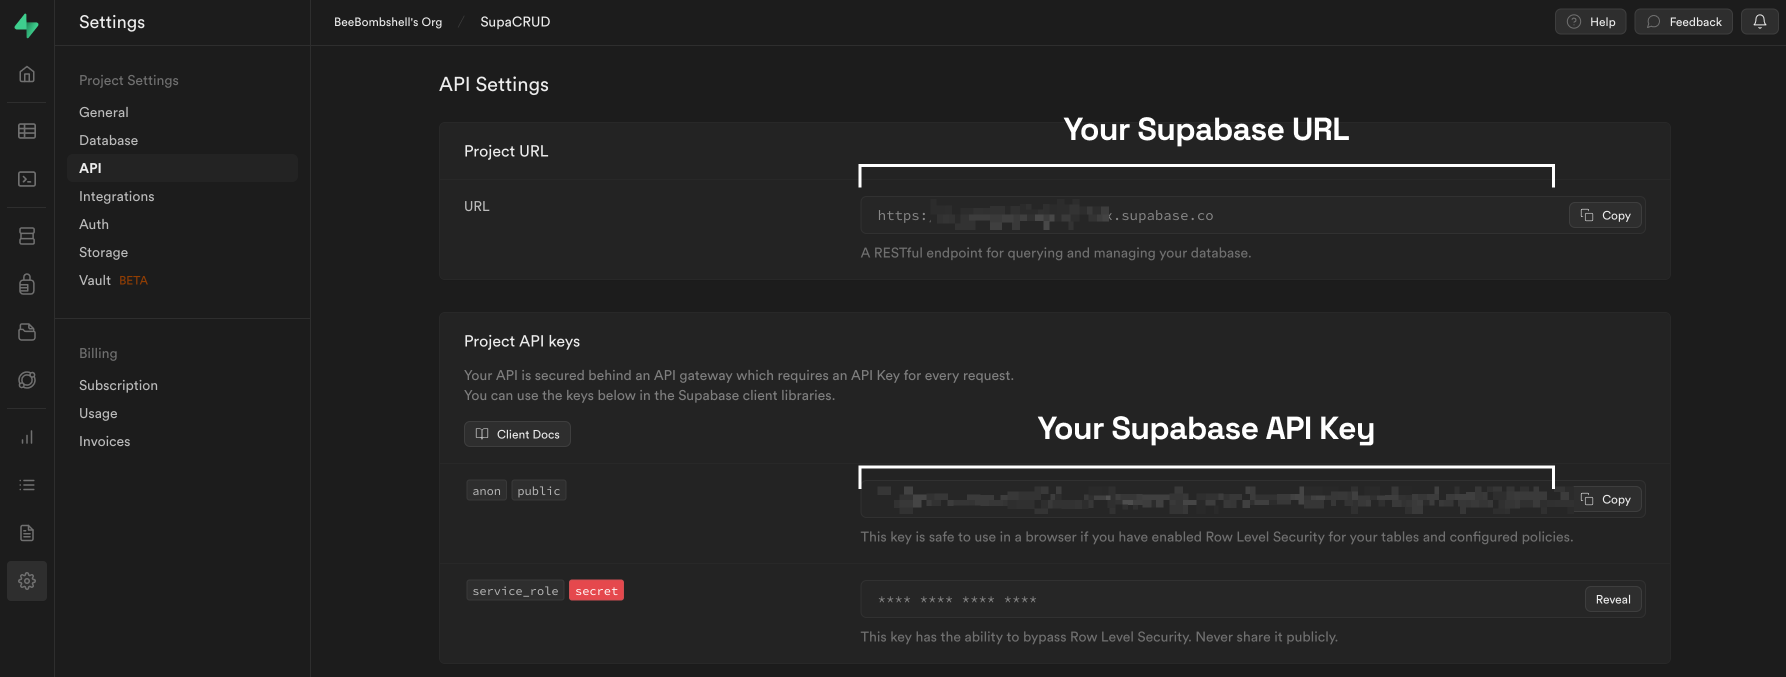 Settings
BeeBombshell's Org / SupaCRUD
Help
Feedback
Project Settings
General
Database
API
Integrations
Auth
Storage
Vault BETA
Billing
Subscription
Usage
Invoices
API Settings
Your Supabase URL
Project URL
URL
https:
.supabase.co
Copy
A RESTful endpoint for querying and managing your database.
Project API keys
Your API is secured behind an API gateway which requires an API Key for every request.
You can use the keys below in the Supabase client libraries.
Client Docs
Your Supabase API Key
anon public
Copy
This key is safe to use in a browser if you have enabled Row Level Security for your tables and configured policies.
service_role secret
**** **** **** ****
Reveal
This key has the ability to bypass Row Level Security. Never share it publicly.